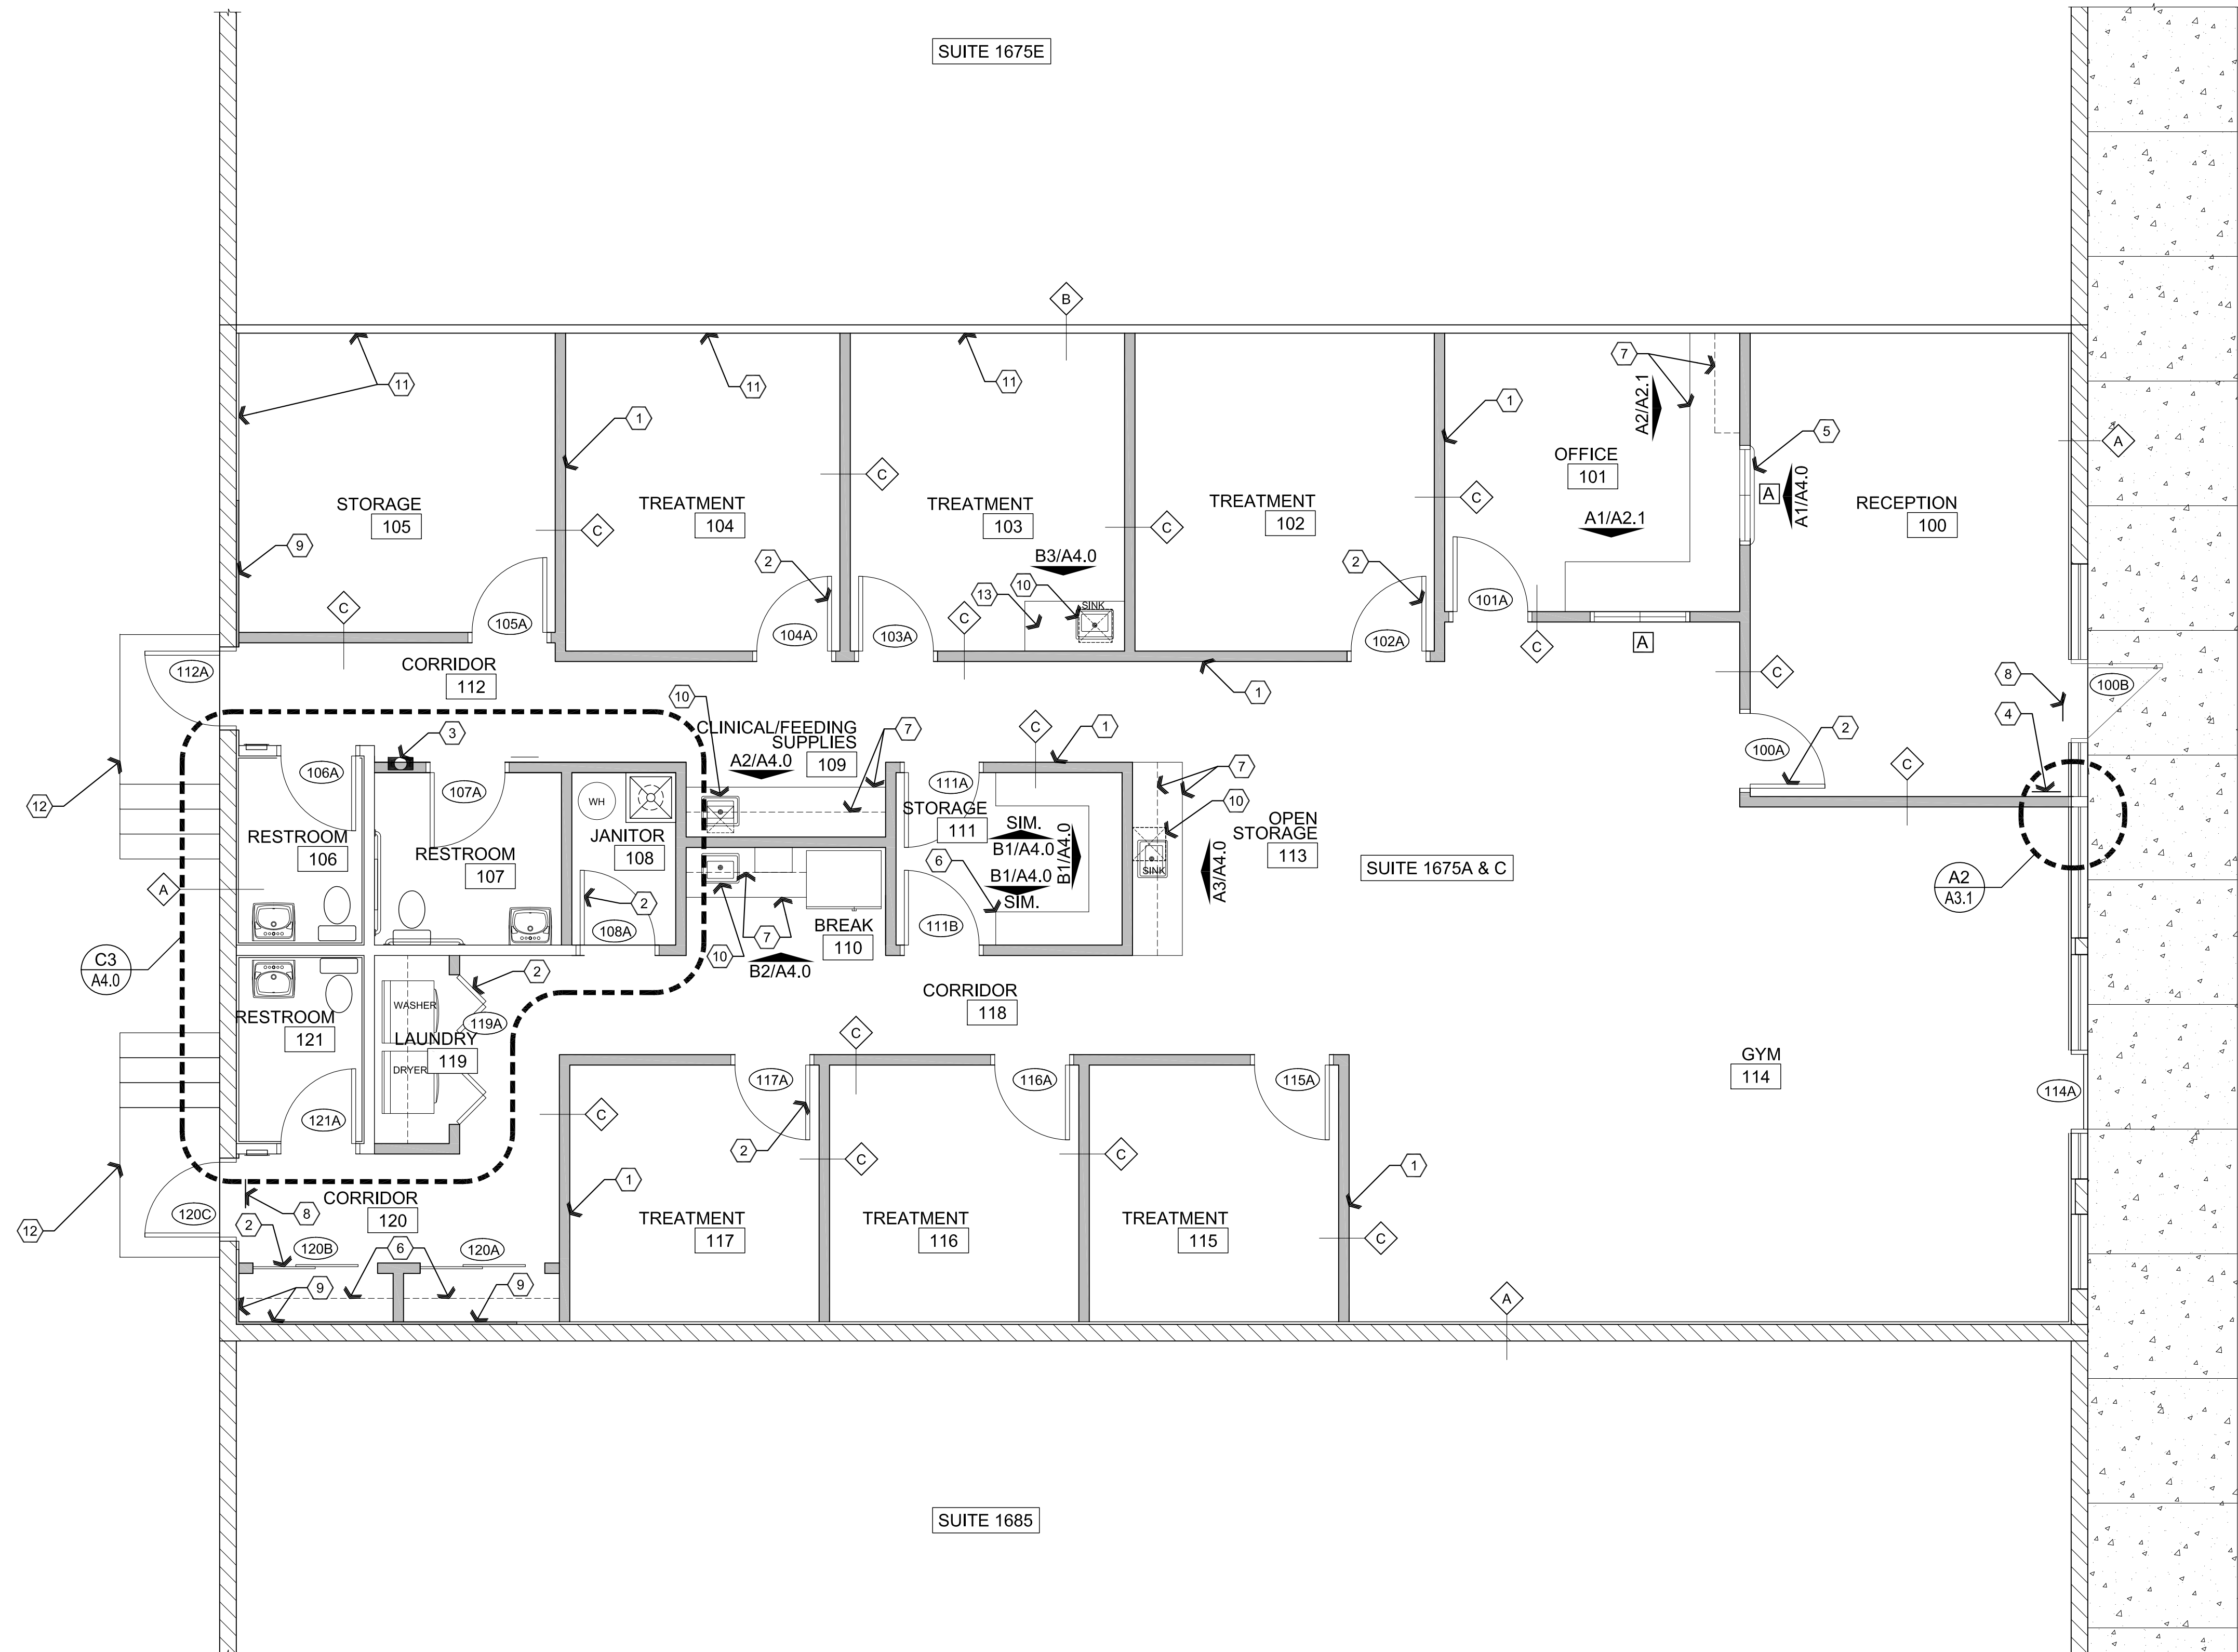 SUITE 1675E
B
11
11
11
7
1
1
A2/A2.1
5
A
OFFICE
101
C
A
A1/A4.0
C
STORAGE
105
TREATMENT
104
TREATMENT
103
TREATMENT
102
C
RECEPTION
100
C
C
A1/A2.1
9
2
B3/A4.0
2
13
10
SINK
C
105A
104A
103A
C
102A
101A
C
A
112A
CORRIDOR
112
10
1
C
8
100B
4
3
CLINICAL/FEEDING
SUPPLIES
109
7
C
1
A2/A4.0
100A
2
106A
107A
111A
7
C
12
WH
10
STORAGE
111
SIM.
B1/A4.0
B1/A4.0
OPEN
STORAGE
113
RESTROOM
106
RESTROOM
107
JANITOR
108
6
B1/A4.0
SIM.
SINK
A3/A4.0
SUITE 1675A & C
A
A2
A3.1
2
108A
BREAK
110
111B
7
10
B2/A4.0
C3
A4.0
2
WASHER
CORRIDOR
118
RESTROOM
121
119A
LAUNDRY
119
C
DRYER
GYM
114
117A
116A
115A
114A
121A
C
2
C
C
1
12
1
CORRIDOR
120
120C
8
2
TREATMENT
117
TREATMENT
116
TREATMENT
115
C
120B
6
120A
9
9
A
SUITE 1685